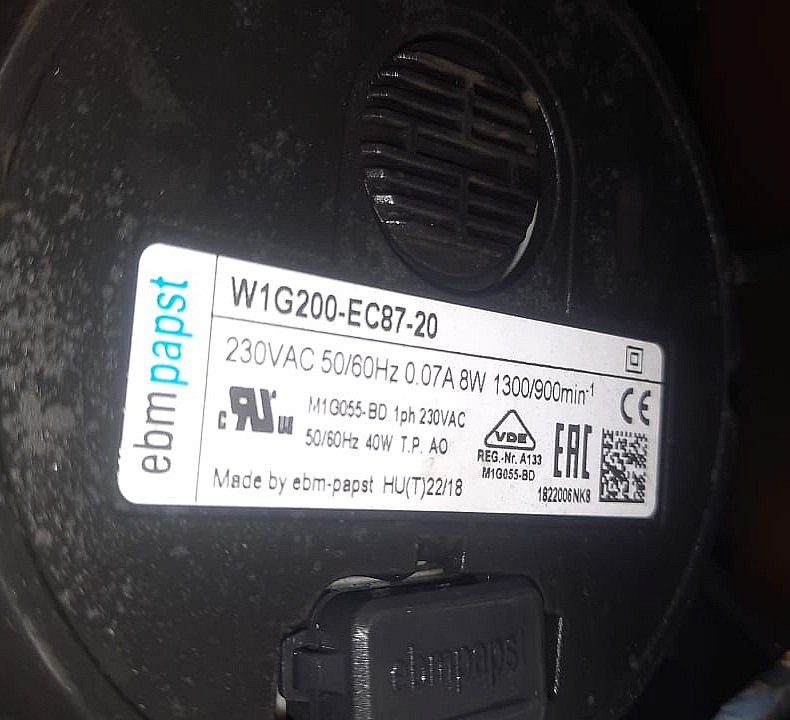 ebmpapst
W1G200-EC87-20
230VAC 50/60Hz 0.07A 8W 1300/900min⁻¹
CE
c RU us
M1G055-BD 1ph 230VAC
50/60Hz 40W T.P. AO
VDE
REG.-Nr. A133
M1G055-BD
EAC
1822006NK8
Made by ebm-papst HU(T)22/18
ebmpapst